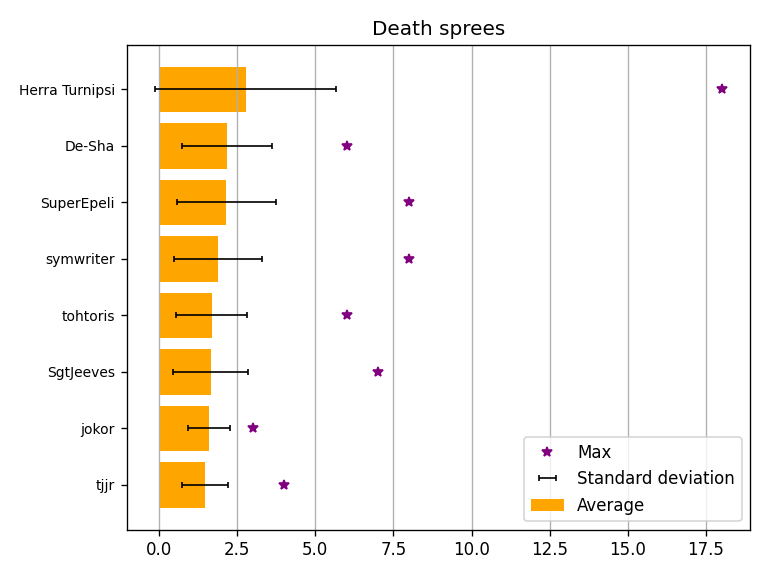 Death sprees
Herra Turnipsi
De-Sha
SuperEpeli
symwriter
tohtoris
SgtJeeves
jokor
tjjr
Max
Standard deviation
Average
0.0 2.5 5.0 7.5 10.0 12.5 15.0 17.5